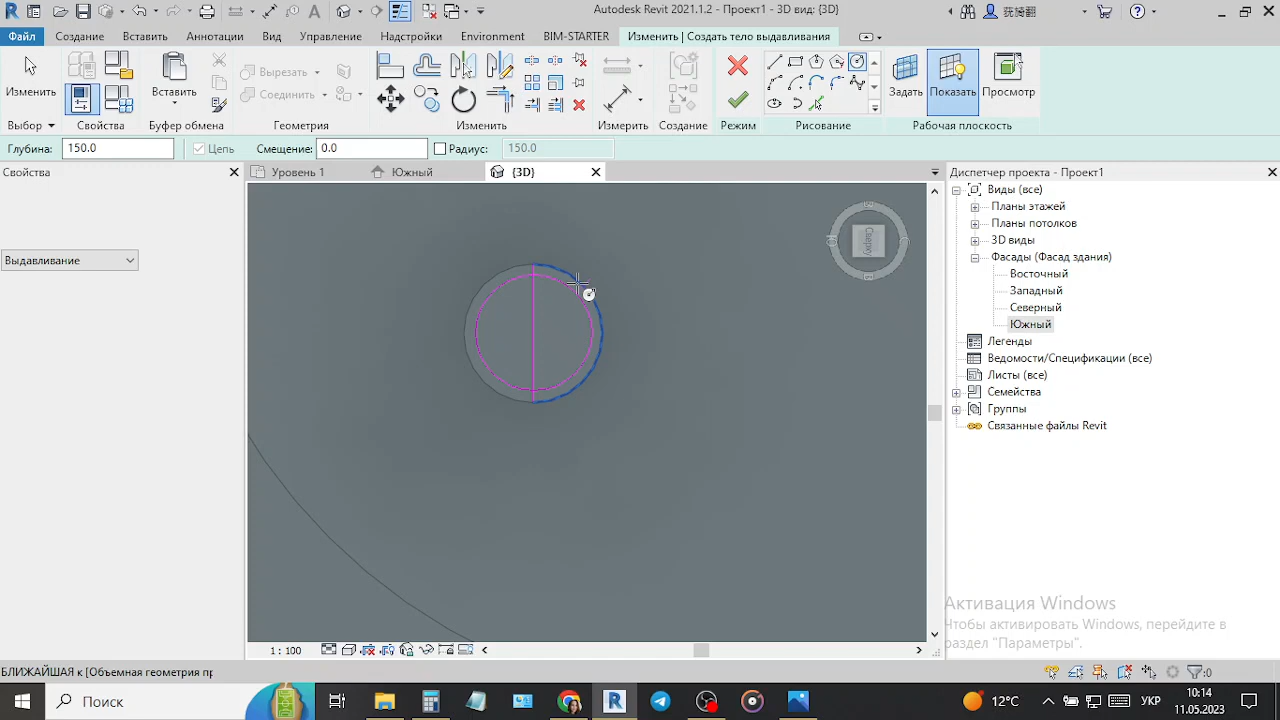 Autodesk Revit 2021.1.2 - Проект1 - 3D вид: {3D}
Файл Создание Вставить Аннотации Вид Управление Надстройки Environment BIM-STARTER Изменить | Создать тело выдавливания
Изменить Вставить Вырезать Соединить Задать Показать Просмотр
Выбор Свойства Буфер обмена Геометрия Изменить Измерить Создание Режим Рисование Рабочая плоскость
Глубина: 150.0 Цепь Смещение: 0.0 Радиус: 150.0
Свойства Уровень 1 Южный {3D} Диспетчер проекта - Проект1
Виды (все)
Планы этажей
Планы потолков
3D виды
Сверху
Выдавливание
Фасады (Фасад здания)
Восточный
Западный
Северный
Южный
Легенды
Ведомости/Спецификации (все)
Листы (все)
Семейства
Группы
Связанные файлы Revit
Активация Windows
Чтобы активировать Windows, перейдите в
раздел "Параметры".
1 : 100
БЛИЖАЙШАЯ к [Объемная геометрия пр
:0
Поиск
12°C
УКР
10:14
11.05.2023